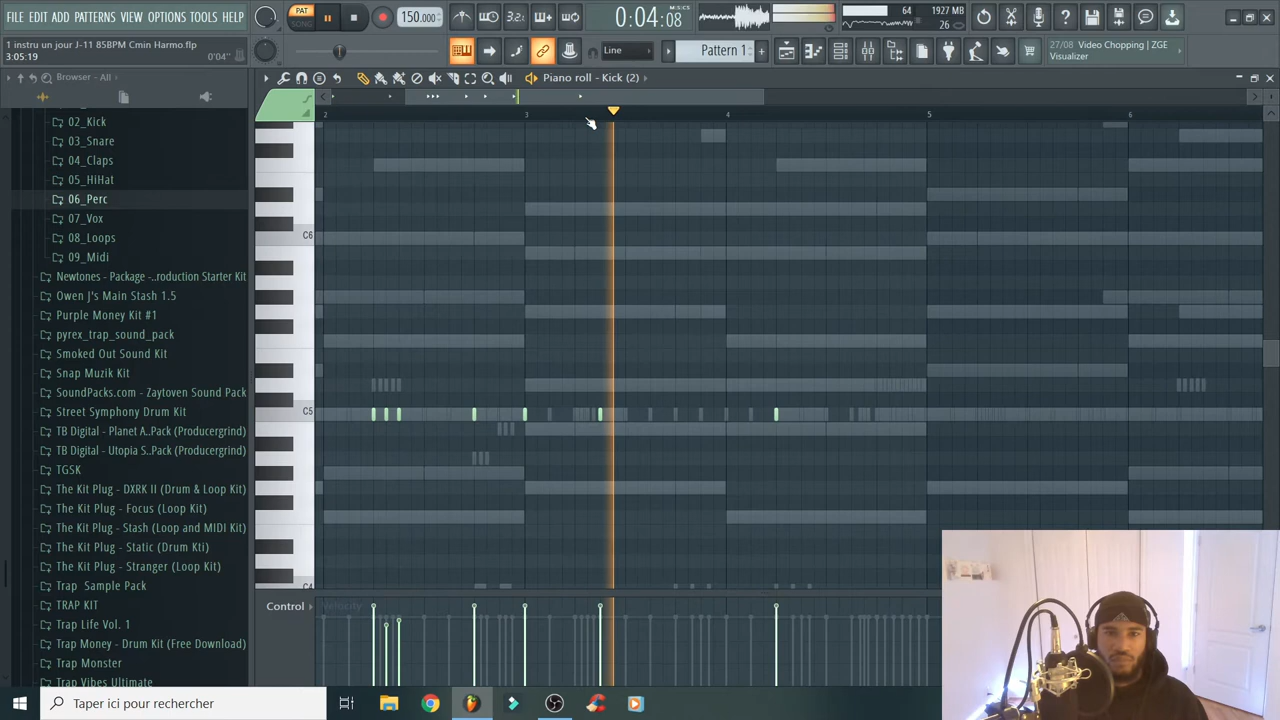 FILE EDIT ADD PATTERNS VIEW OPTIONS TOOLS HELP
PAT
SONG
150.000
3.2
0:04:08
M:S:CS
64
1927 MB
26
1 instru un jour J-11 85BPM Cmin Harmo.flp
3:05:19
0'04"
Line
Pattern 1
27/08 Video Chopping | ZGE
Visualizer
Browser - All
Piano roll - Kick (2)
02_Kick
03_Snare
04_Claps
05_HiHat
06_Perc
07_Vox
08_Loops
09_Midi
Newtones - Package -..roduction Starter Kit
Owen J's Main Stash 1.5
Purple Money Kit #1
pyrex_trap_sound_pack
Smoked Out Sound Kit
Snap Muzik Kit
SoundPacks.com - Zaytoven Sound Pack
Street Symphony Drum Kit
TB Digital - Planet A..Pack (Producergrind)
TB Digital - Utopia S..Pack (Producergrind)
TGSK
The Kit Plug - DXRK II (Drum & Loop Kit)
The Kit Plug - Focus (Loop Kit)
The Kit Plug - Stash (Loop and MIDI Kit)
The Kit Plug - Static (Drum Kti)
The Kit Plug - Stranger (Loop Kit)
Trap Sample Pack
TRAP KIT
Trap Life Vol. 1
Trap Money - Drum Kit (Free Download)
Trap Monster
Trap Vibes Ultimate
2 3 4 5 6
C6
C5
C4
Control
Velocity
Taper ici pour rechercher